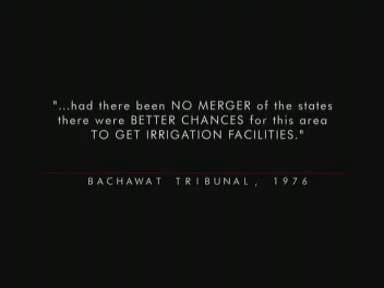 "...had there been NO MERGER of the states
there were BETTER CHANCES for this area
TO GET IRRIGATION FACILITIES."
BACHAWAT TRIBUNAL, 1976